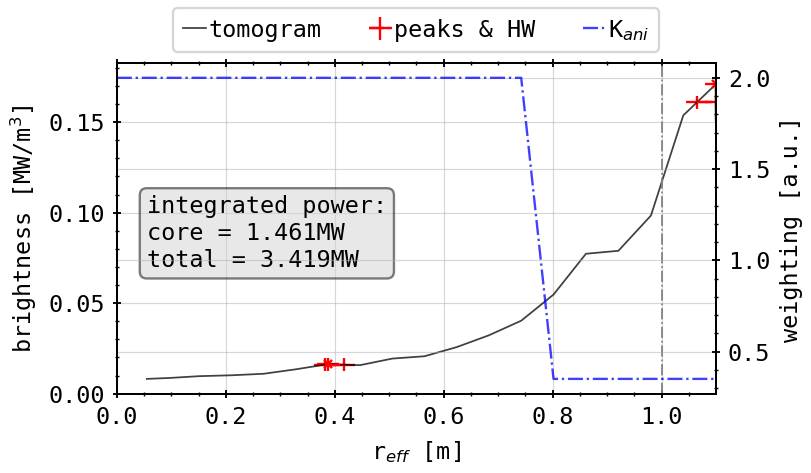 tomogram peaks & HW K_ani
brightness [MW/m³]
0.15
0.10
0.05
0.00
integrated power:
core = 1.461MW
total = 3.419MW
2.0
1.5
1.0
0.5
weighting [a.u.]
0.0 0.2 0.4 0.6 0.8 1.0
r_eff [m]